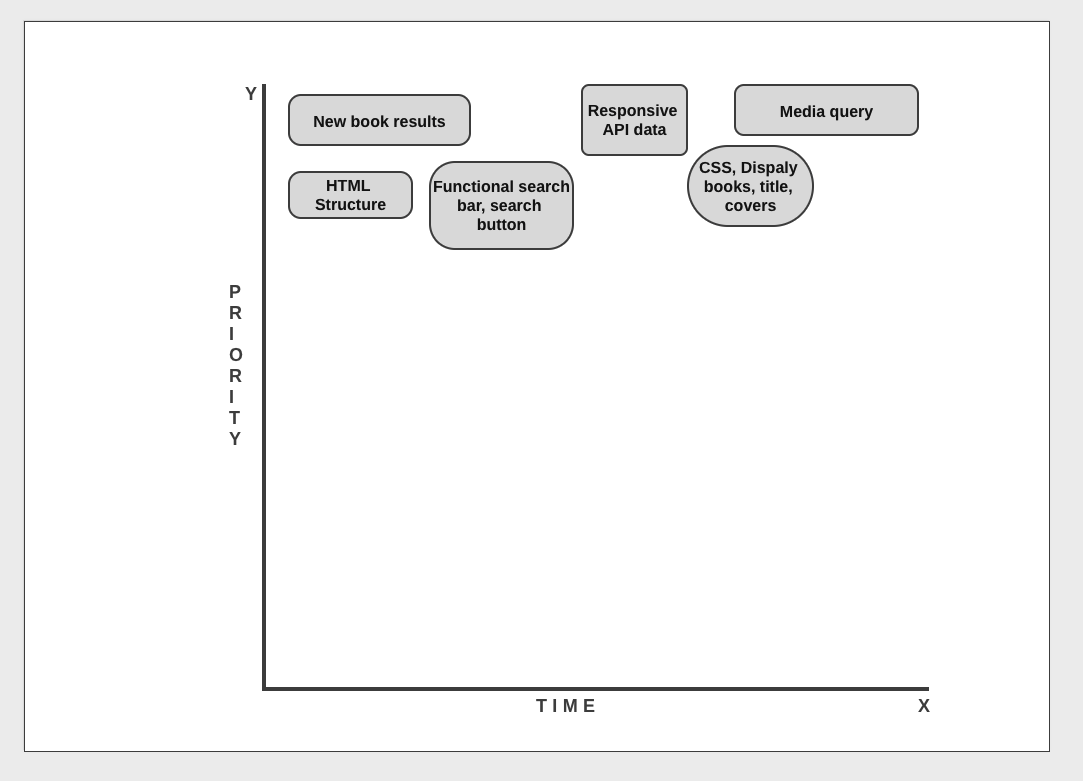 Y
New book results
Responsive
API data
Media query
HTML
Structure
Functional search
bar, search
button
CSS, Dispaly
books, title,
covers
P
R
I
O
R
I
T
Y
TIME
X